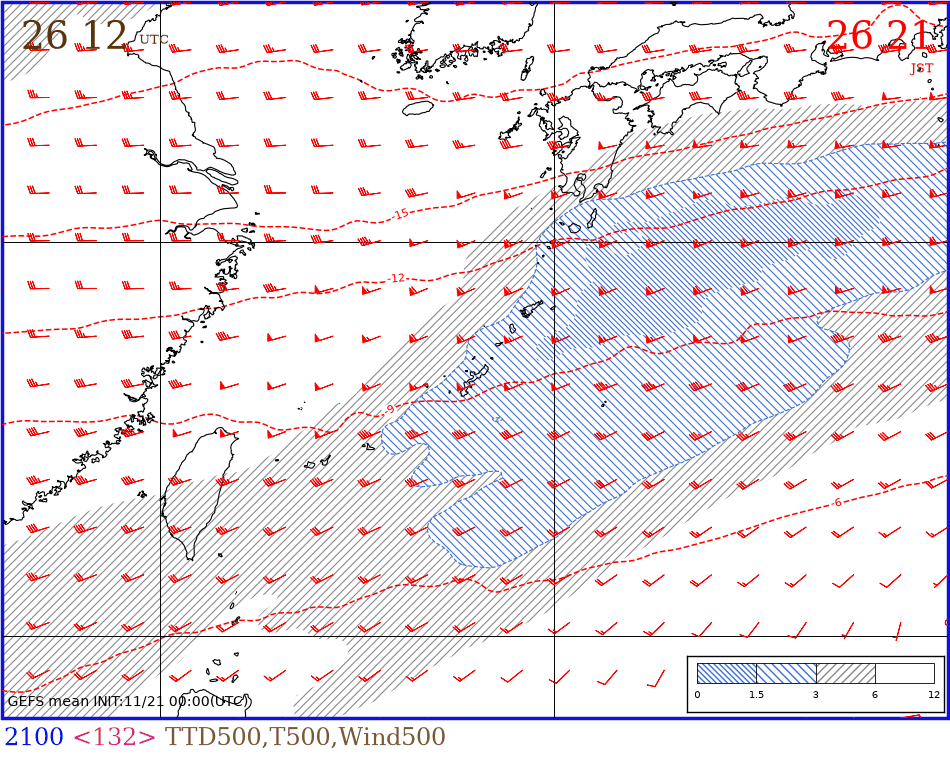 26 12 UTC
26 21
JST
-15
-12
-9
-6
GEFS mean INIT:11/21 00:00(UTC)
0 1.5 3 6 12
2100 <132> TTD500,T500,Wind500